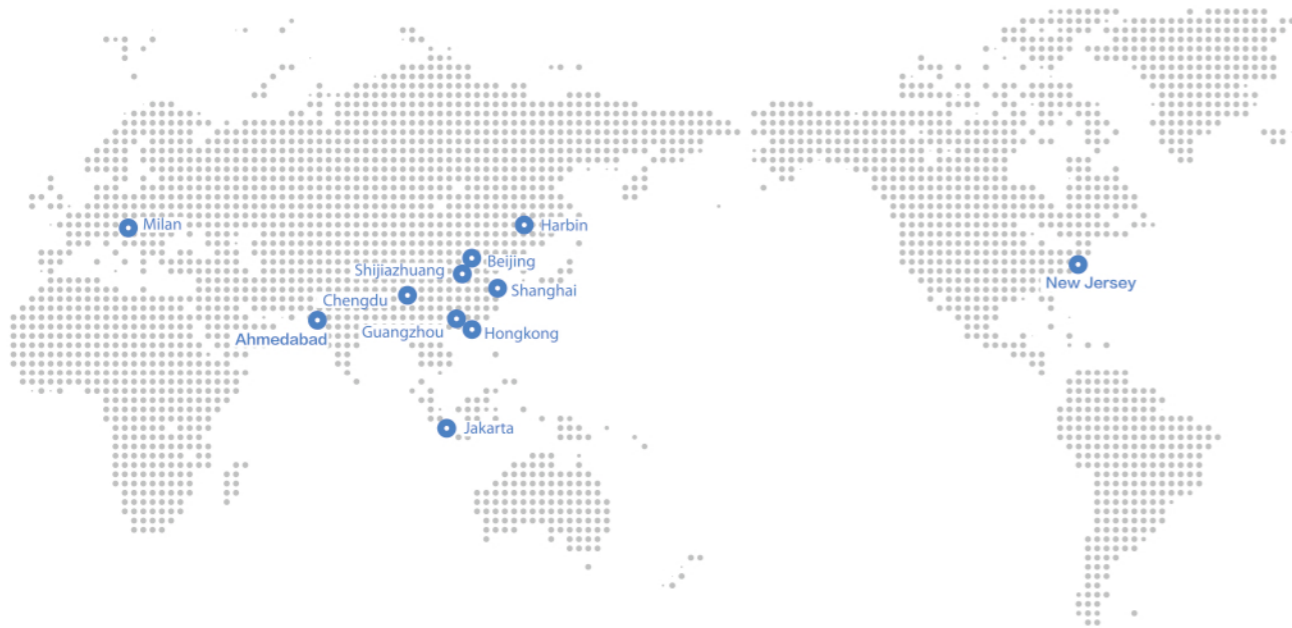 Milan
Harbin
Beijing
Shijiazhuang
New Jersey
Shanghai
Chengdu
Guangzhou
Hongkong
Ahmedabad
Jakarta